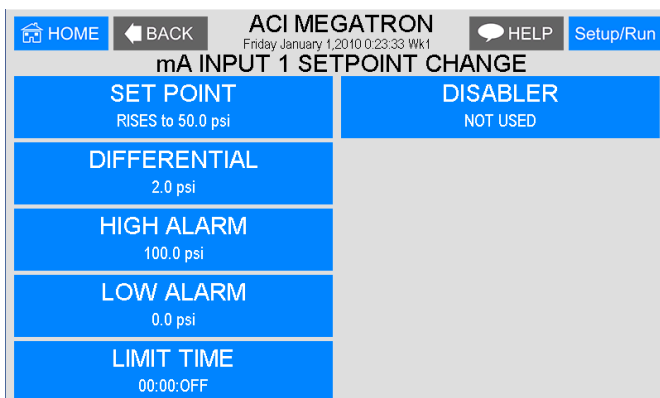 HOME
BACK
ACI MEGATRON
Friday January 1,2010 0:23:33 Wk1
HELP
Setup/Run
mA INPUT 1 SETPOINT CHANGE
SET POINT
RISES to 50.0 psi
DISABLER
NOT USED
DIFFERENTIAL
2.0 psi
HIGH ALARM
100.0 psi
LOW ALARM
0.0 psi
LIMIT TIME
00:00:OFF